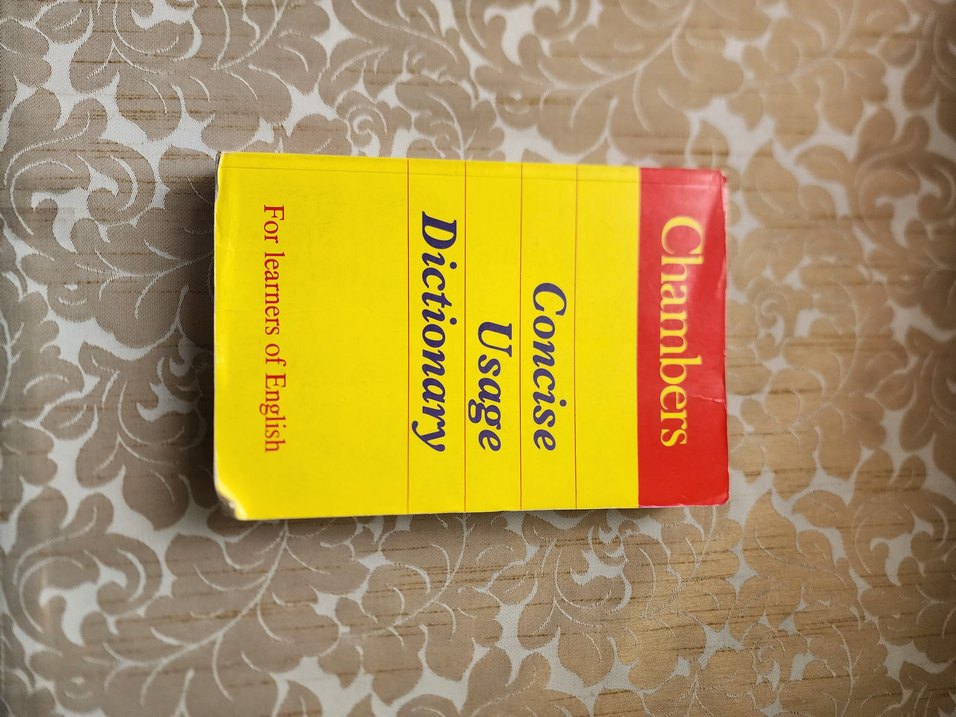 Chambers
Concise
Usage
Dictionary
For learners of English